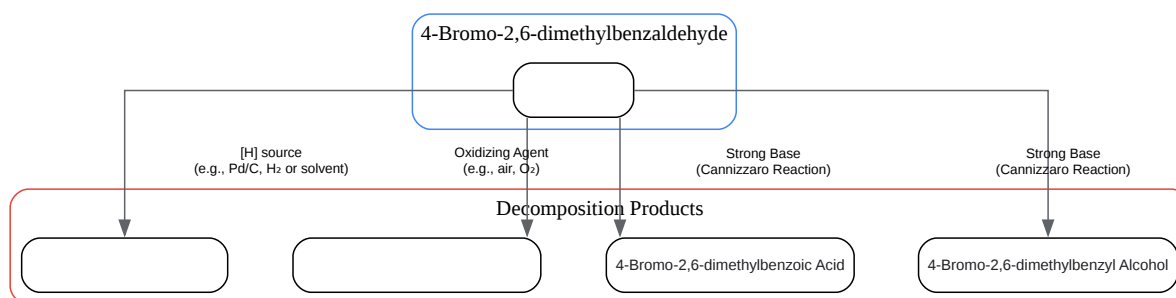 4-Bromo-2,6-dimethylbenzaldehyde
[H] source
(e.g., Pd/C, H₂ or solvent)
Oxidizing Agent
(e.g., air, O₂)
Strong Base
(Cannizzaro Reaction)
Strong Base
(Cannizzaro Reaction)
Decomposition Products
4-Bromo-2,6-dimethylbenzoic Acid
4-Bromo-2,6-dimethylbenzyl Alcohol